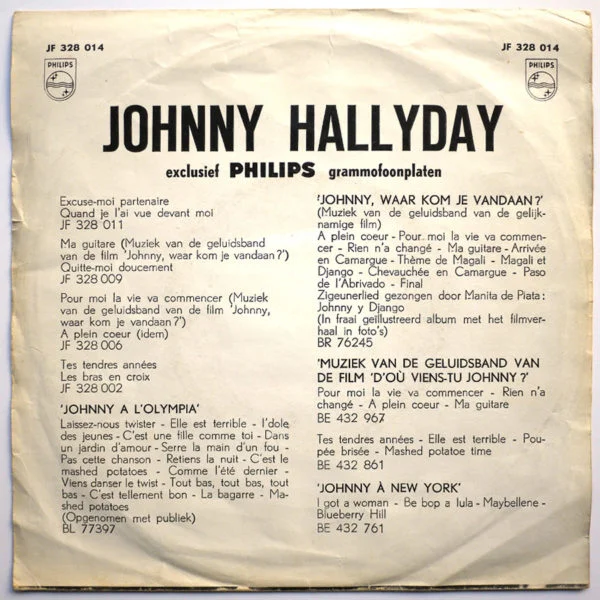 JF 328 014
JF 328 014
PHILIPS
PHILIPS
JOHNNY HALLYDAY
exclusief PHILIPS grammofoonplaten
Excuse-moi partenaire
Quand je l'ai vue devant moi
JF 328 011
Ma guitare (Muziek van de geluidsband
van de film 'Johnny, waar kom je vandaan?')
Quitte-moi doucement
JF 328 009
Pour moi la vie va commencer (Muziek
van de geluidsband van de film 'Johnny,
waar kom je vandaan?')
A plein coeur (idem)
JF 328 006
Tes tendres années
Les bras en croix
JF 328 002
'JOHNNY A L'OLYMPIA'
Laissez-nous twister - Elle est terrible - l'dole
des jeunes - C'est une fille comme toi - Dans
un jardin d'amour - Serre la main d'un fou -
Pas cette chanson - Retiens la nuit - C'est le
mashed potatoes - Comme l'été dernier -
Viens danser le twist - Tout bas, tout bas, tout
bas - C'est tellement bon - La bagarre - Ma-
shed potatoes
(Opgenomen met publiek)
BL 77397
'JOHNNY, WAAR KOM JE VANDAAN?'
(Muziek van de geluidsband van de gelijk-
namige film)
A plein coeur - Pour moi la vie va commen-
cer - Rien n'a changé - Ma guitare - Arrivée
en Camargue - Thème de Magali - Magali et
Django - Chevauchée en Camargue - Paso
de l'Abrivado - Final
Zigeunerlied gezongen door Manita de Plata:
Johnny y Django
(In fraai geïllustreerd album met het filmver-
haal in foto's)
BR 76245
'MUZIEK VAN DE GELUIDSBAND VAN
DE FILM 'D'OÙ VIENS-TU JOHNNY?'
Pour moi la vie va commencer - Rien n'a
changé - A plein coeur - Ma guitare
BE 432 967
Tes tendres années - Elle est terrible - Pou-
pée brisée - Mashed potatoe time
BE 432 861
'JOHNNY À NEW YORK'
I got a woman - Be bop a lula - Maybellene -
Blueberry Hill
BE 432 761